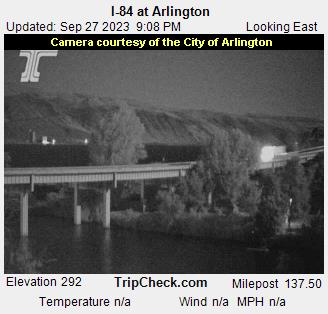 I-84 at Arlington
Updated: Sep 27 2023 9:08 PM Looking East
Camera courtesy of the City of Arlington
Elevation 292 TripCheck.com Milepost 137.50
Temperature n/a Wind n/a MPH n/a